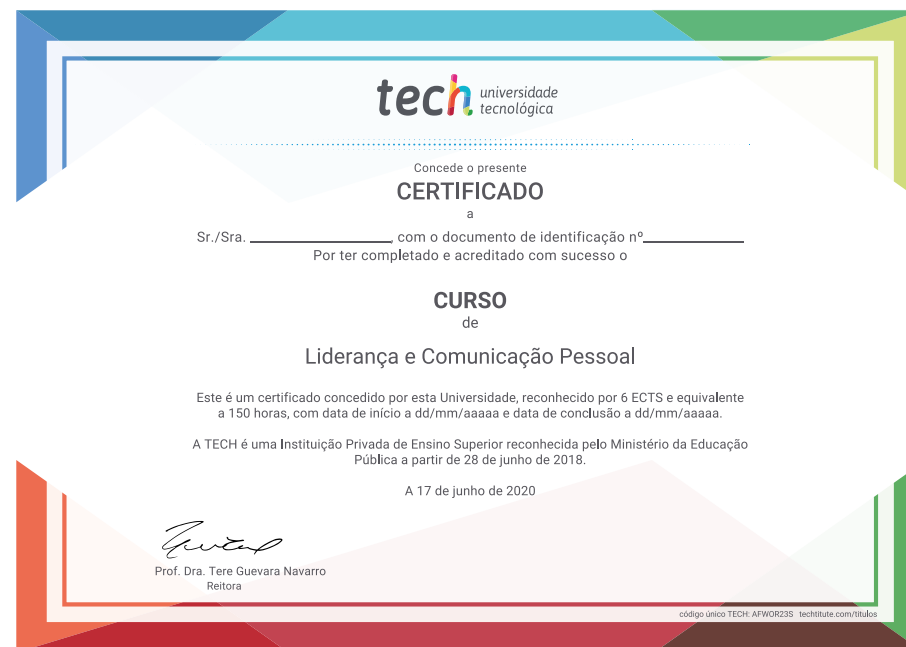 tech universidade
tecnológica
Concede o presente
CERTIFICADO
a
Sr./Sra. ____________________, com o documento de identificação nº______________
Por ter completado e acreditado com sucesso o
CURSO
de
Liderança e Comunicação Pessoal
Este é um certificado concedido por esta Universidade, reconhecido por 6 ECTS e equivalente
a 150 horas, com data de início a dd/mm/aaaaa e data de conclusão a dd/mm/aaaaa.
A TECH é uma Instituição Privada de Ensino Superior reconhecida pelo Ministério da Educação
Pública a partir de 28 de junho de 2018.
A 17 de junho de 2020
Prof. Dra. Tere Guevara Navarro
Reitora
código único TECH: AFWOR23S techtitute.com/titulos